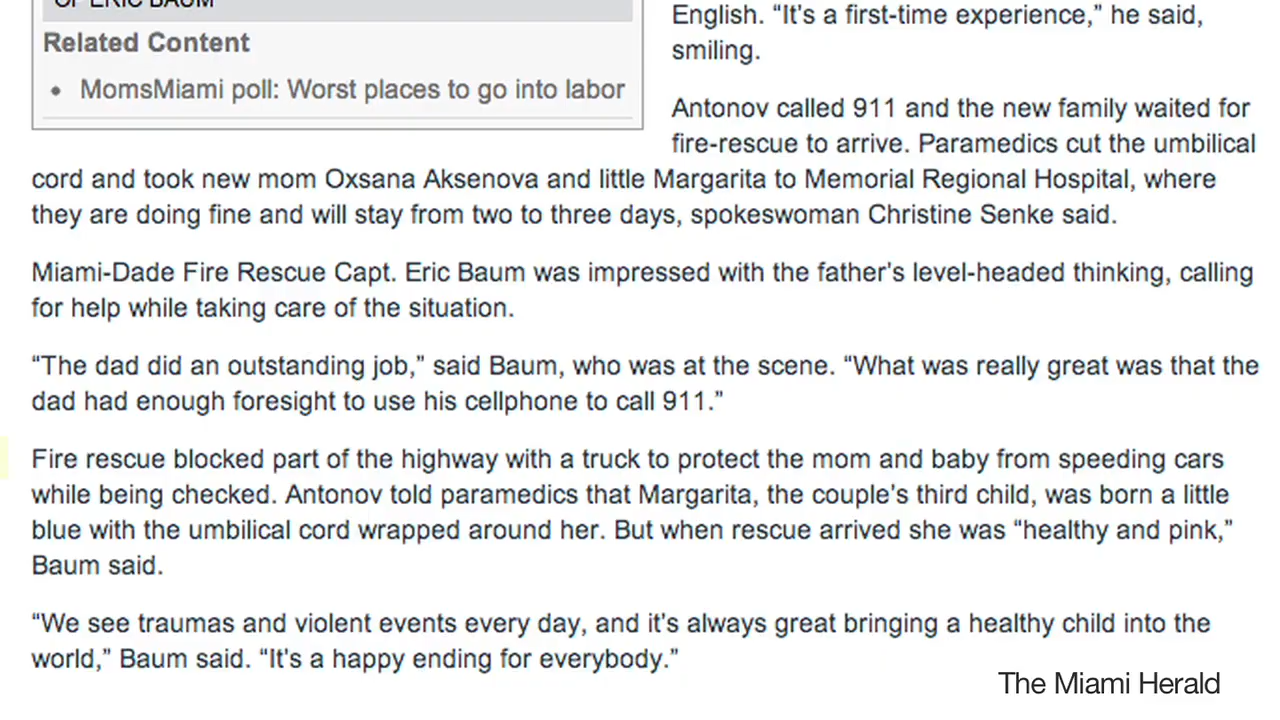 OF ERIC BAUM
Related Content
• MomsMiami poll: Worst places to go into labor
English. “It's a first-time experience,” he said,
smiling.
Antonov called 911 and the new family waited for
fire-rescue to arrive. Paramedics cut the umbilical
cord and took new mom Oxsana Aksenova and little Margarita to Memorial Regional Hospital, where
they are doing fine and will stay from two to three days, spokeswoman Christine Senke said.
Miami-Dade Fire Rescue Capt. Eric Baum was impressed with the father's level-headed thinking, calling
for help while taking care of the situation.
“The dad did an outstanding job,” said Baum, who was at the scene. “What was really great was that the
dad had enough foresight to use his cellphone to call 911.”
Fire rescue blocked part of the highway with a truck to protect the mom and baby from speeding cars
while being checked. Antonov told paramedics that Margarita, the couple's third child, was born a little
blue with the umbilical cord wrapped around her. But when rescue arrived she was “healthy and pink,”
Baum said.
“We see traumas and violent events every day, and it's always great bringing a healthy child into the
world,” Baum said. “It's a happy ending for everybody.”
The Miami Herald